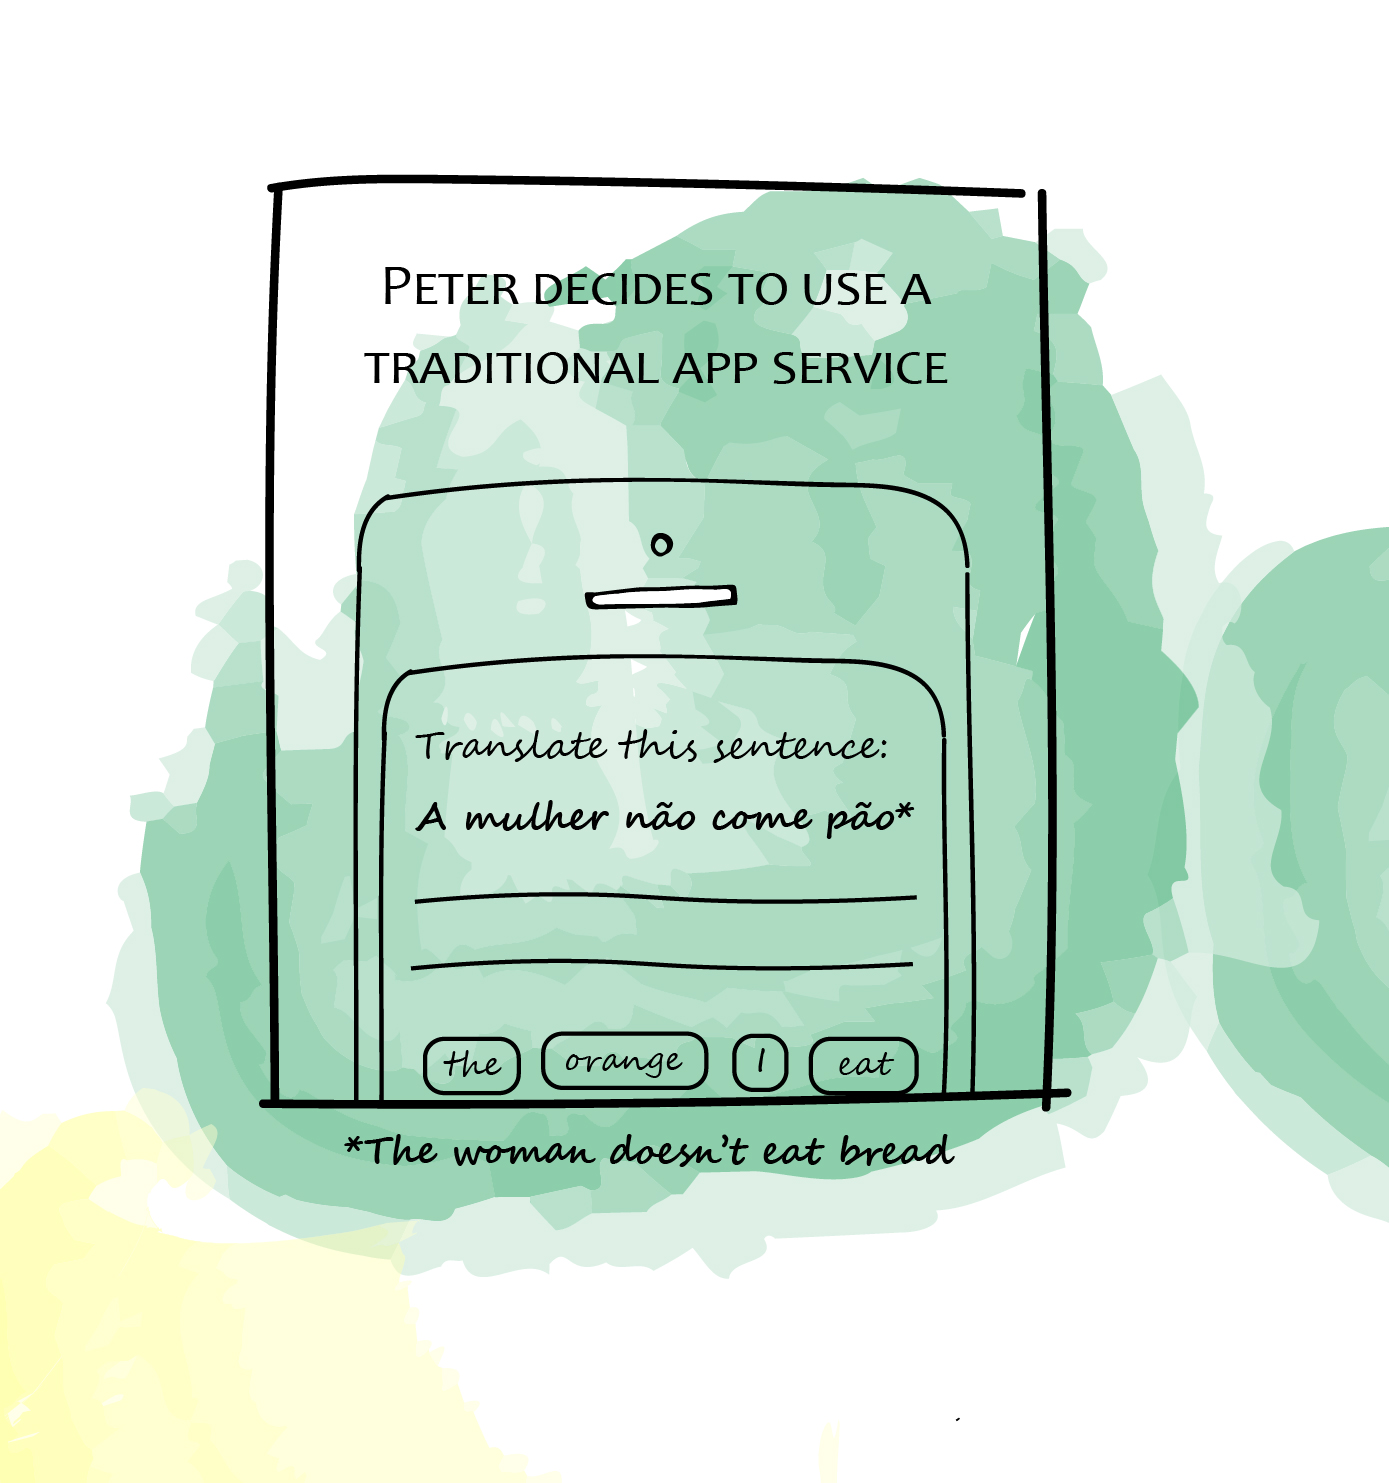 PETER DECIDES TO USE A
TRADITIONAL APP SERVICE
Translate this sentence:
A mulher não come pão*
the orange I eat
*The woman doesn't eat bread